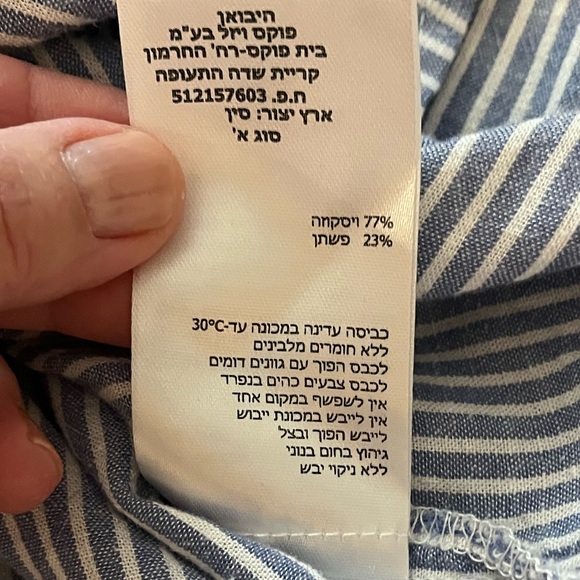 היבואן
פוקס ויזל בע"מ
בית פוקס-רח' החרמון
קריית שדה התעופה
ח.פ. 512157603
ארץ יצור: סין
סוג א'
77% ויסקוזה
23% פשתן
כביסה עדינה במכונה עד-30°C
ללא חומרים מלבינים
לכבס הפוך עם גוונים דומים
לכבס צבעים כהים בנפרד
אין לשפשף במקום אחד
אין לייבש במכונת ייבוש
לייבש הפוך ובצל
גיהוץ בחום בנוני
ללא ניקוי יבש